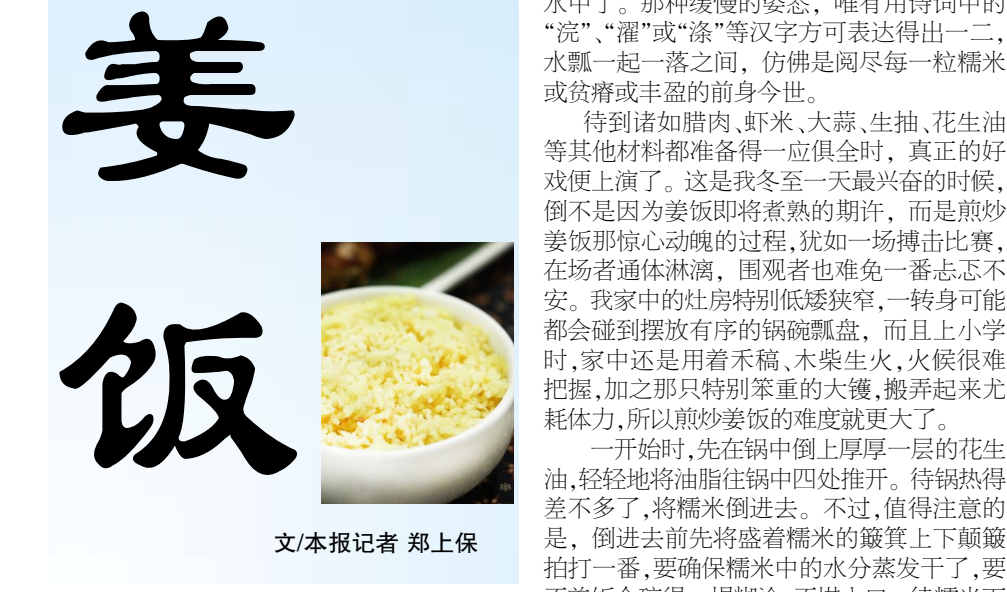 姜
饭
文/本报记者 郑上保
水中了。那种缓慢的姿态，唯有用诗词中的
“浣”、“濯”或“涤”等汉字方可表达得出一二，
水瓢一起一落之间，仿佛是阅尽每一粒糯米
或贫瘠或丰盈的前身今世。
待到诸如腊肉、虾米、大蒜、生抽、花生油
等其他材料都准备得一应俱全时，真正的好
戏便上演了。这是我冬至一天最兴奋的时候，
倒不是因为姜饭即将煮熟的期许，而是煎炒
姜饭那惊心动魄的过程，犹如一场搏击比赛，
在场者通体淋漓，围观者也难免一番忐忑不
安。我家中的灶房特别低矮狭窄，一转身可能
都会碰到摆放有序的锅碗瓢盘，而且上小学
时，家中还是用着禾稿、木柴生火，火候很难
把握，加之那只特别笨重的大镬，搬弄起来尤
耗体力，所以煎炒姜饭的难度就更大了。
一开始时，先在锅中倒上厚厚一层的花生
油，轻轻地将油脂往锅中四处推开。待锅热得
差不多了，将糯米倒进去。不过，值得注意的
是，倒进去前先将盛着糯米的簸箕上下颠簸
拍打一番，要确保糯米中的水分蒸发干了，要